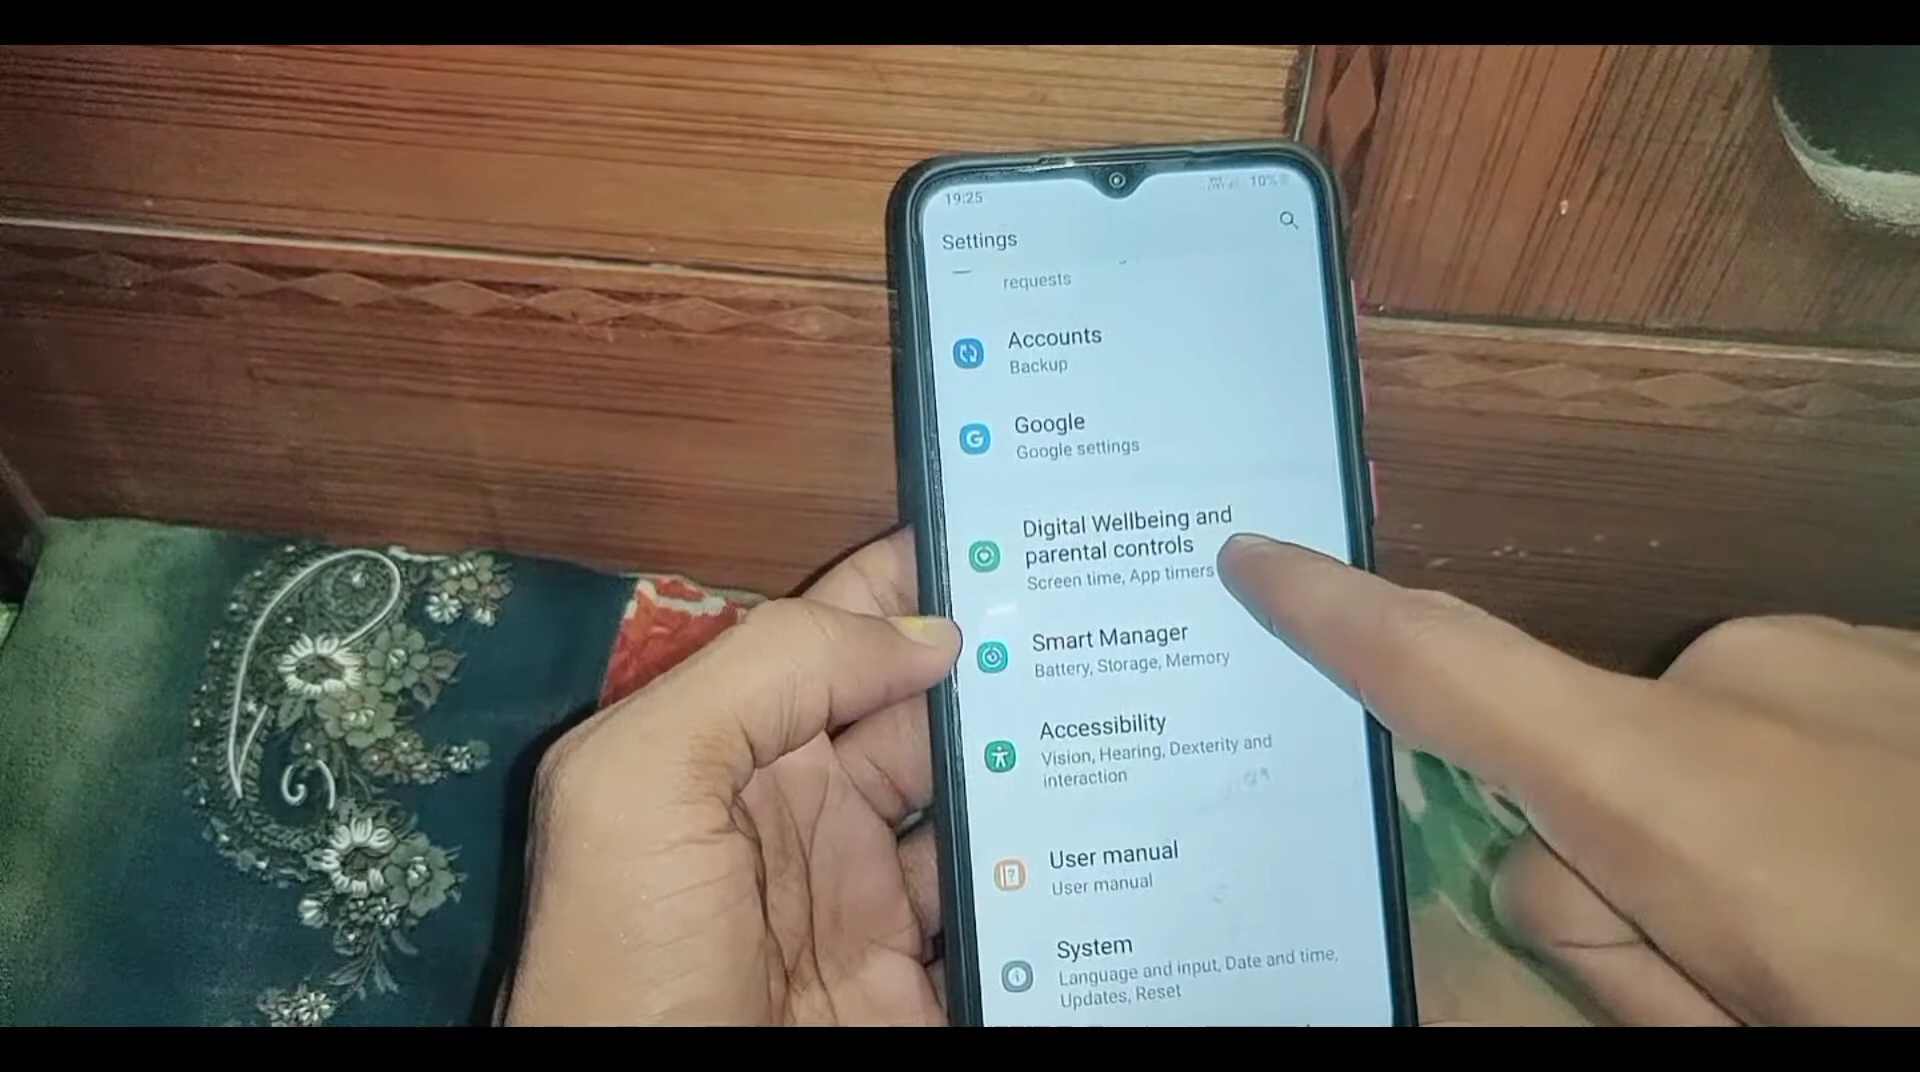 19:25
10%
Settings
requests
Accounts
Backup
Google
Google settings
Digital Wellbeing and
parental controls
Screen time, App timers
Smart Manager
Battery, Storage, Memory
Accessibility
Vision, Hearing, Dexterity and
interaction
User manual
User manual
System
Language and input, Date and time,
Updates, Reset